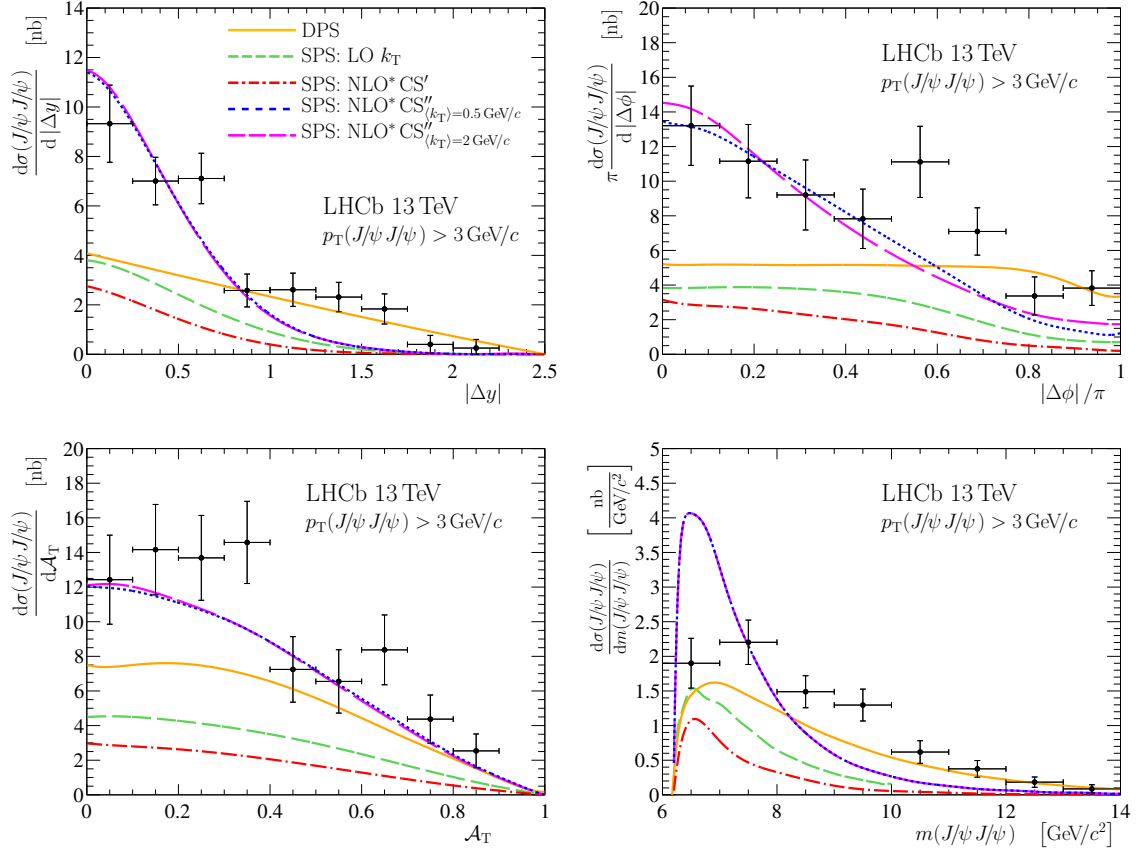 dσ(J/ψ J/ψ) / d |Δy| [nb]
14
12
10
8
6
4
2
0
DPS
SPS: LO k_T
SPS: NLO* CS′
SPS: NLO* CS″_⟨k_T⟩=0.5 GeV/c
SPS: NLO* CS″_⟨k_T⟩=2 GeV/c
LHCb 13 TeV
p_T(J/ψ J/ψ) > 3 GeV/c
0 0.5 1 1.5 2 2.5
|Δy|
π dσ(J/ψ J/ψ) / d |Δϕ| [nb]
20
18
16
14
12
10
8
6
4
2
0
LHCb 13 TeV
p_T(J/ψ J/ψ) > 3 GeV/c
0 0.2 0.4 0.6 0.8 1
|Δϕ| /π
dσ(J/ψ J/ψ) / dA_T [nb]
20
18
16
14
12
10
8
6
4
2
0
LHCb 13 TeV
p_T(J/ψ J/ψ) > 3 GeV/c
0 0.2 0.4 0.6 0.8 1
A_T
dσ(J/ψ J/ψ) / dm(J/ψ J/ψ) [nb / GeV/c²]
5
4.5
4
3.5
3
2.5
2
1.5
1
0.5
0
LHCb 13 TeV
p_T(J/ψ J/ψ) > 3 GeV/c
6 8 10 12 14
m(J/ψ J/ψ) [GeV/c²]